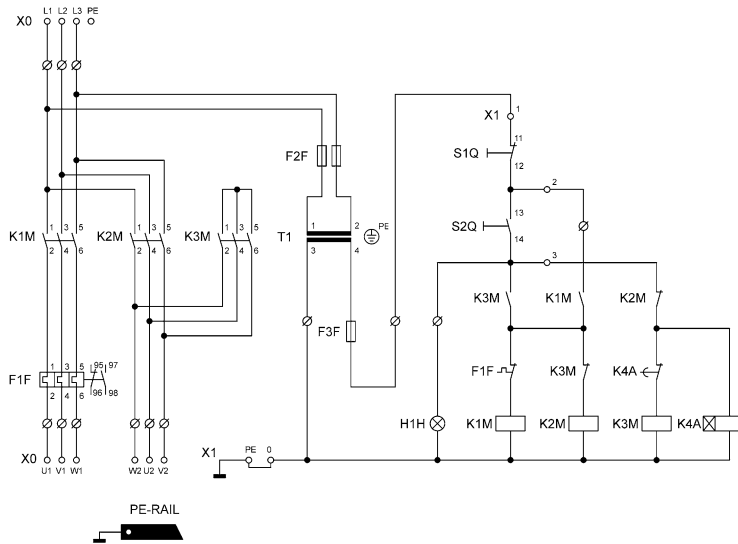 L1 L2 L3 PE
X0
1
X1
11
S1Q
12
F2F
2
13
S2Q
14
3
1 2 PE
T1
3 4
1 3 5 1 3 5 1 3 5
K1M K2M K3M
2 4 6 2 4 6 2 4 6
K3M K1M K2M
F3F
1 3 5 95 97
F1F
2 4 6 96 98
F1F K3M K4A
H1H K1M K2M K3M K4A
X0
U1 V1 W1 W2 U2 V2
X1 PE 0
PE-RAIL